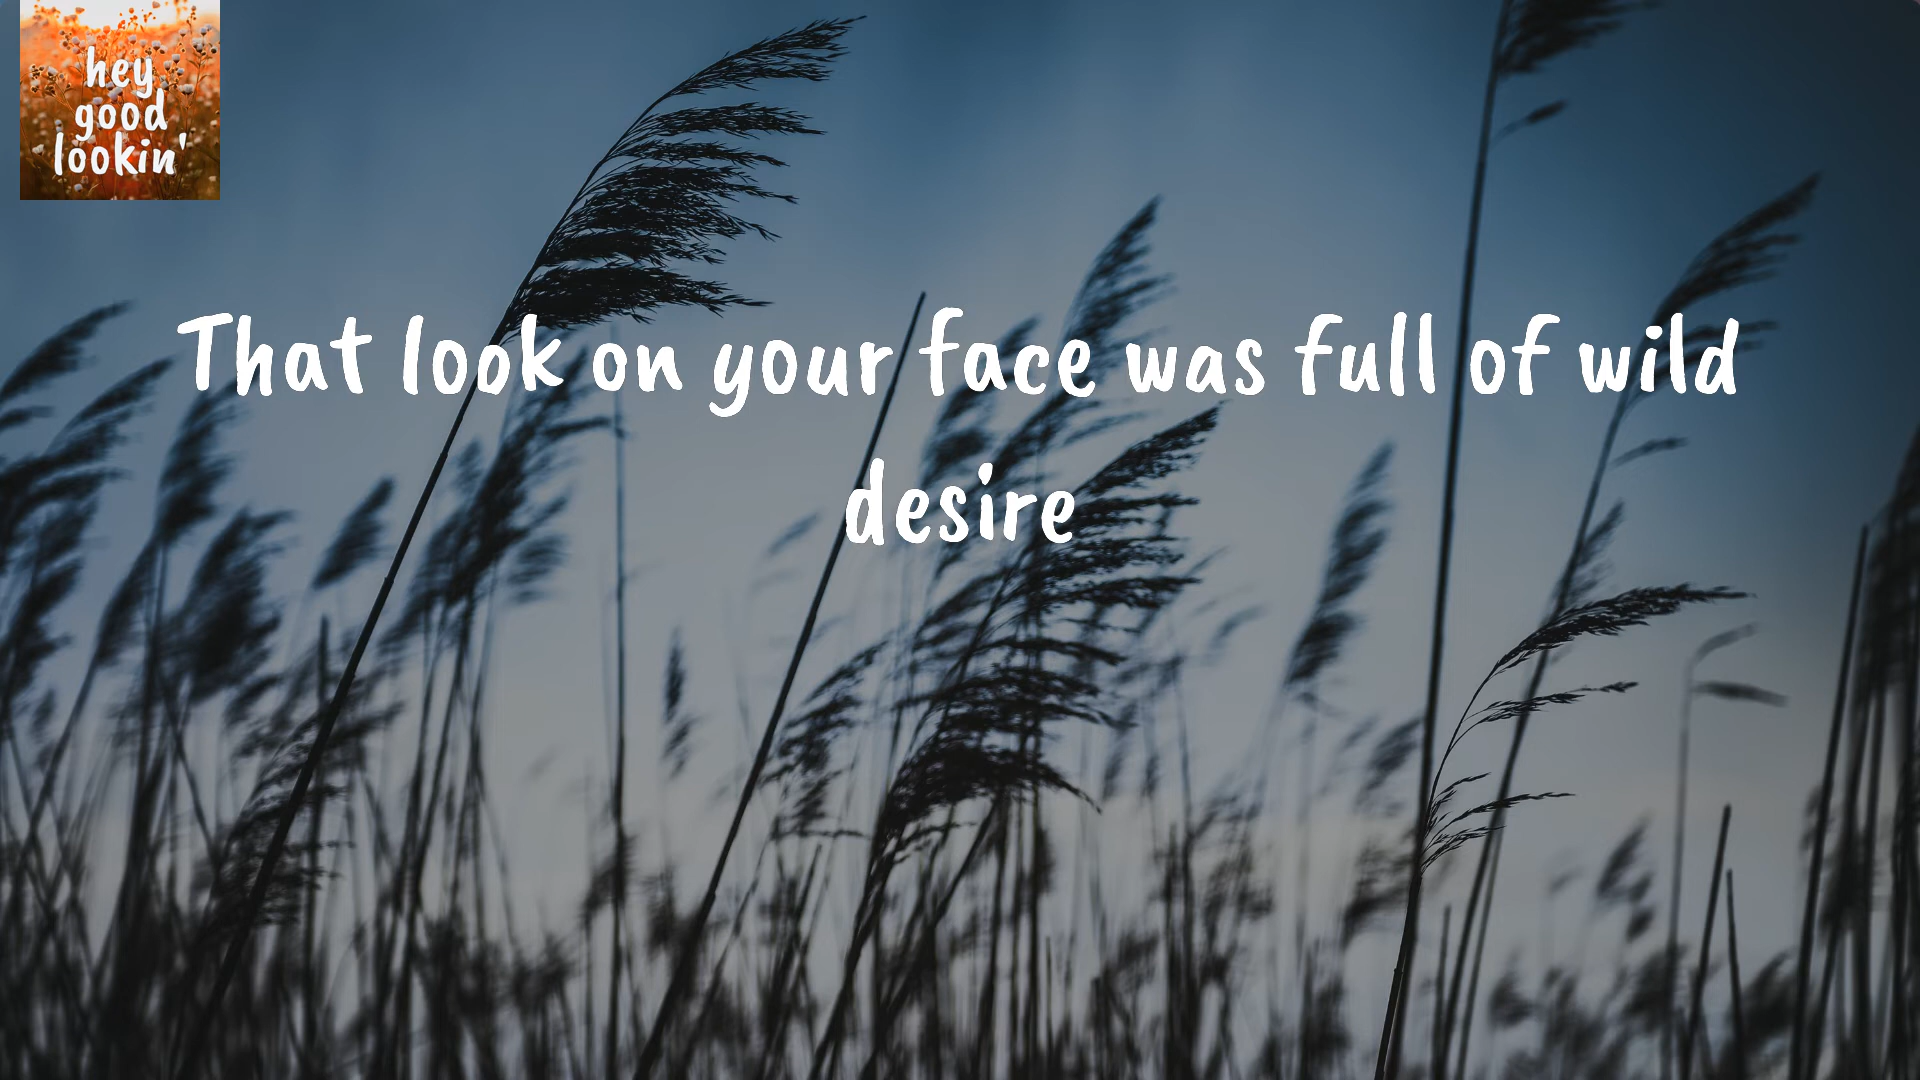 hey
good
lookin'
That look on your face was full of wild
desire